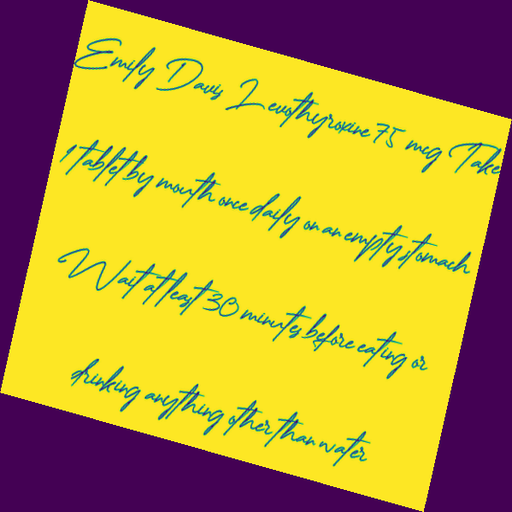 Emily Davis Levothyroxine 75 mcg Take
1 tablet by mouth once daily on an empty stomach
Wait at least 30 minutes before eating or
drinking anything other than water